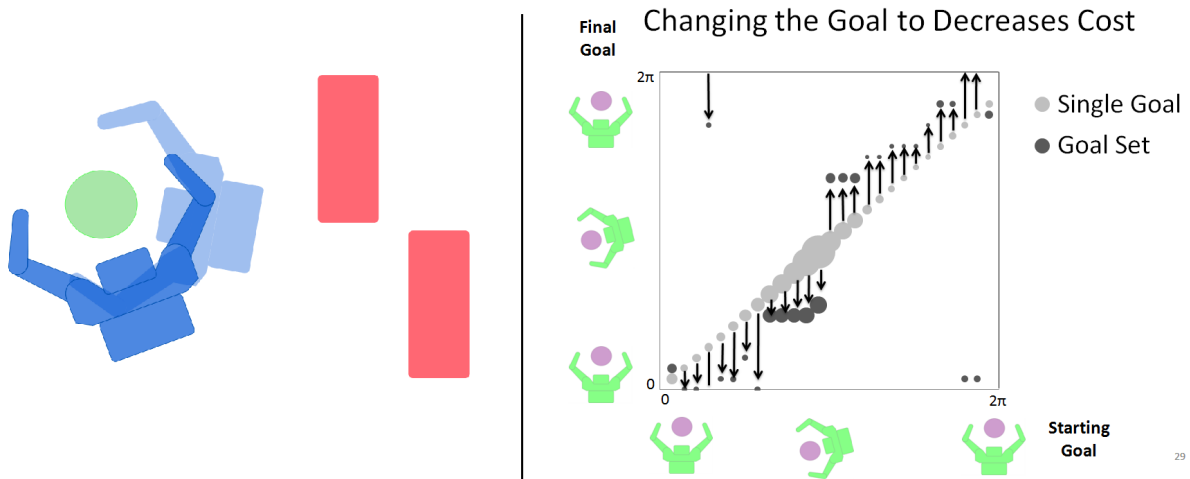 Changing the Goal to Decreases Cost
Final
Goal
2π
0
0
2π
Single Goal
Goal Set
Starting
Goal
29